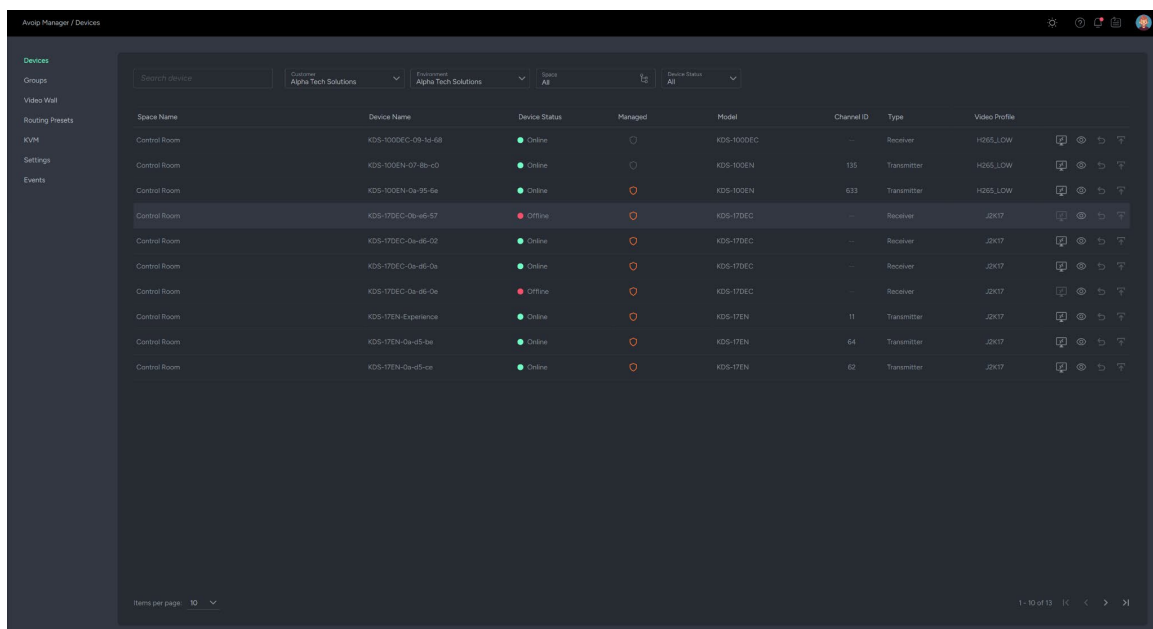 Avoip Manager / Devices
Devices
Groups
Video Wall
Routing Presets
KVM
Settings
Events
Search device
Customer
Alpha Tech Solutions
Environment
Alpha Tech Solutions
Space
All
Device Status
All
Space Name Device Name Device Status Managed Model Channel ID Type Video Profile
Control Room KDS-100DEC-09-1d-68 Online KDS-100DEC — Receiver H265_LOW
Control Room KDS-100EN-07-8b-c0 Online KDS-100EN 135 Transmitter H265_LOW
Control Room KDS-100EN-0a-95-6e Online KDS-100EN 633 Transmitter H265_LOW
Control Room KDS-17DEC-0b-e6-57 Offline KDS-17DEC — Receiver J2K17
Control Room KDS-17DEC-0a-d6-02 Online KDS-17DEC — Receiver J2K17
Control Room KDS-17DEC-0a-d6-0a Online KDS-17DEC — Receiver J2K17
Control Room KDS-17DEC-0a-d6-0e Offline KDS-17DEC — Receiver J2K17
Control Room KDS-17EN-Experience Online KDS-17EN 11 Transmitter J2K17
Control Room KDS-17EN-0a-d5-be Online KDS-17EN 64 Transmitter J2K17
Control Room KDS-17EN-0a-d5-ce Online KDS-17EN 62 Transmitter J2K17
Items per page: 10 1 - 10 of 13